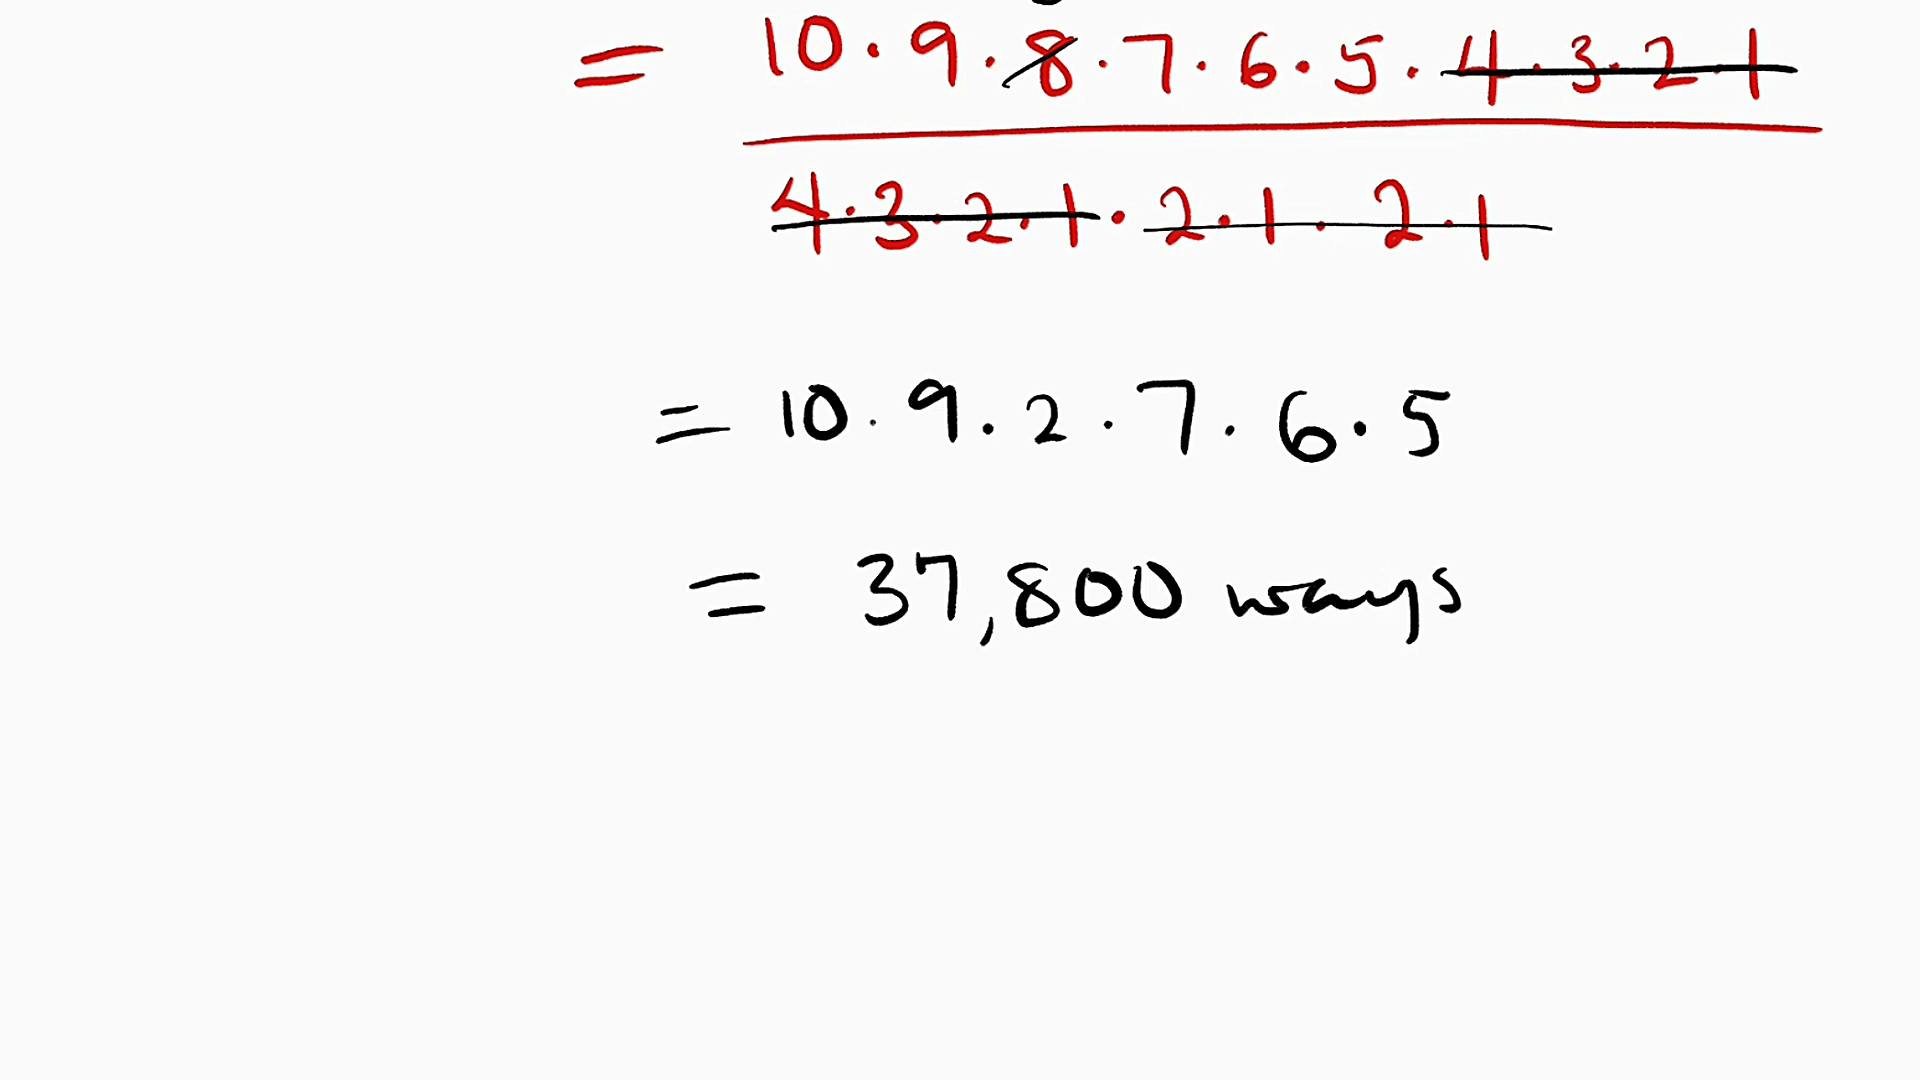 = 10 · 9 · 8 · 7 · 6 · 5 · 4 · 3 · 2 · 1
4 · 3 · 2 · 1 · 2 · 1 · 2 · 1
= 10 · 9 · 2 · 7 · 6 · 5
= 37,800 ways